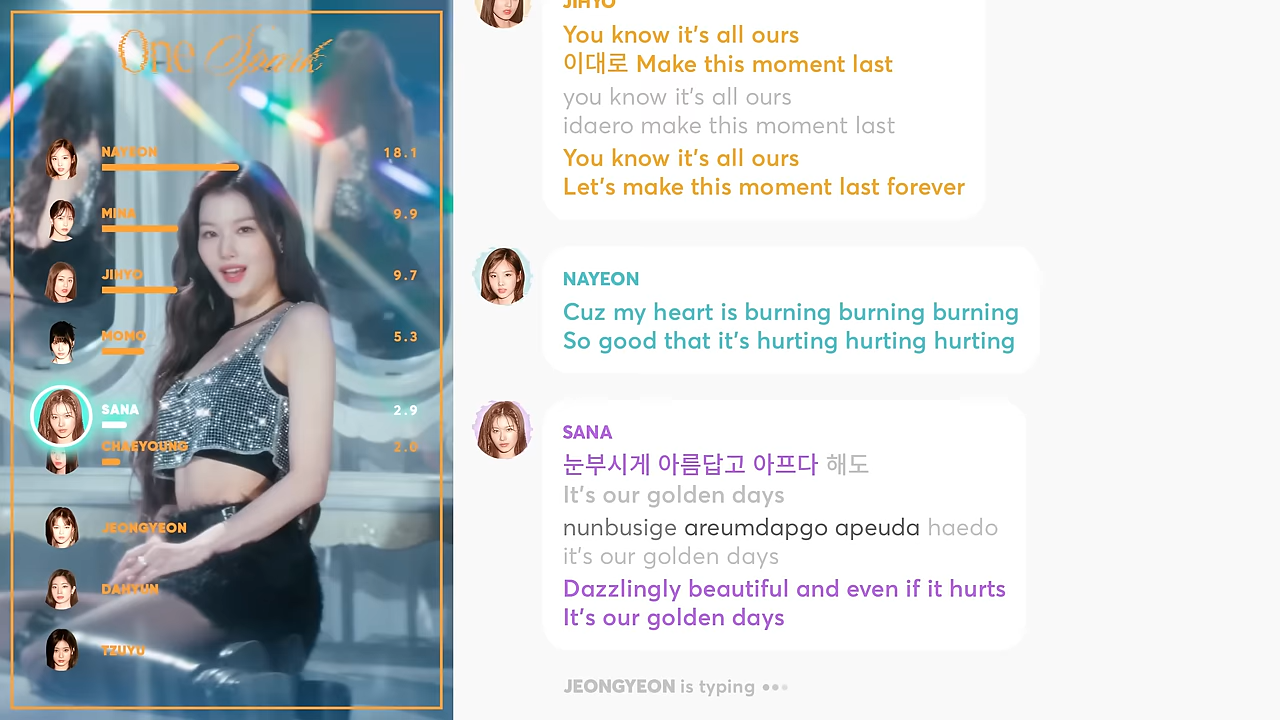 One Spark
NAYEON 18.1
MINA 9.9
JIHYO 9.7
MOMO 5.3
SANA 2.9
CHAEYOUNG 2.0
JEONGYEON
DAHYUN
TZUYU
JIHYO
You know it's all ours
이대로 Make this moment last
you know it's all ours
idaero make this moment last
You know it's all ours
Let's make this moment last forever
NAYEON
Cuz my heart is burning burning burning
So good that it's hurting hurting hurting
SANA
눈부시게 아름답고 아프다 해도
It's our golden days
nunbusige areumdapgo apeuda haedo
it's our golden days
Dazzlingly beautiful and even if it hurts
It's our golden days
JEONGYEON is typing